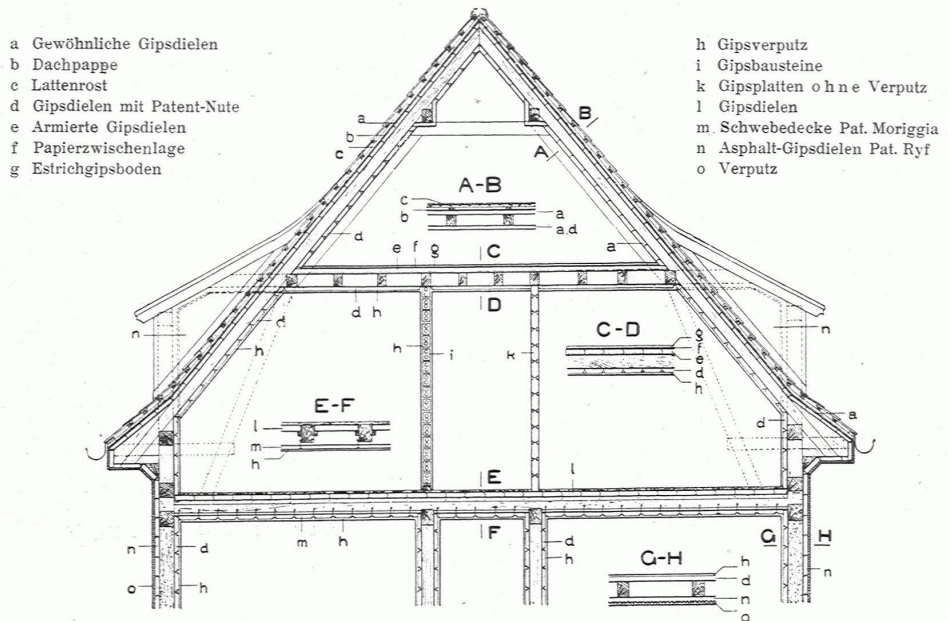 a Gewöhnliche Gipsdielen
b Dachpappe
c Lattenrost
d Gipsdielen mit Patent-Nute
e Armierte Gipsdielen
f Papierzwischenlage
g Estrichgipsboden
h Gipsverputz
i Gipsbausteine
k Gipsplatten ohne Verputz
l Gipsdielen
m Schwebedecke Pat. Moriggia
n Asphalt-Gipsdielen Pat. Ryf
o Verputz
a
b
c
B
A
A-B
c
b
a
a.d
d
e f g
C
a
d h
D
n
d
h
h
i
k
C-D
g
f
e
d
h
n
E-F
l
m
h
d
a
E
l
m h
F
n
d
o
h
d
h
G H
G-H
h
d
n
o
n